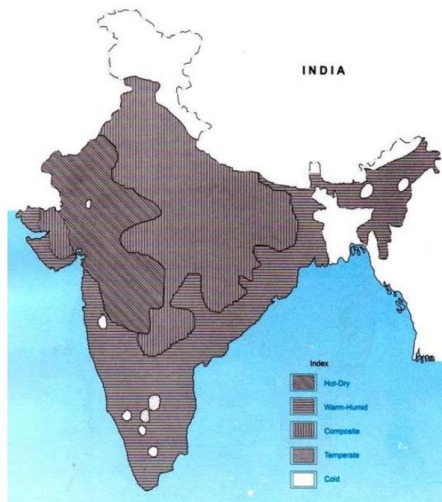 INDIA
Index
Hot-Dry
Warm-Humid
Composite
Temperate
Cold